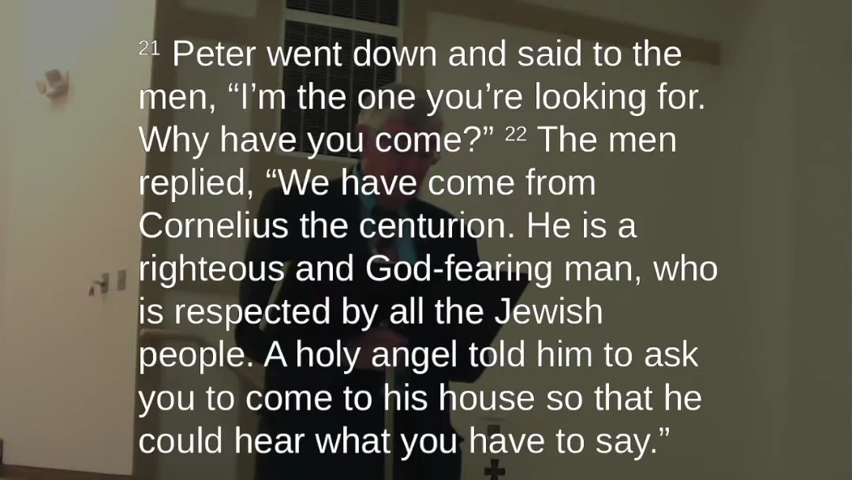 21 Peter went down and said to the
men, “I’m the one you’re looking for.
Why have you come?” 22 The men
replied, “We have come from
Cornelius the centurion. He is a
righteous and God-fearing man, who
is respected by all the Jewish
people. A holy angel told him to ask
you to come to his house so that he
could hear what you have to say.”